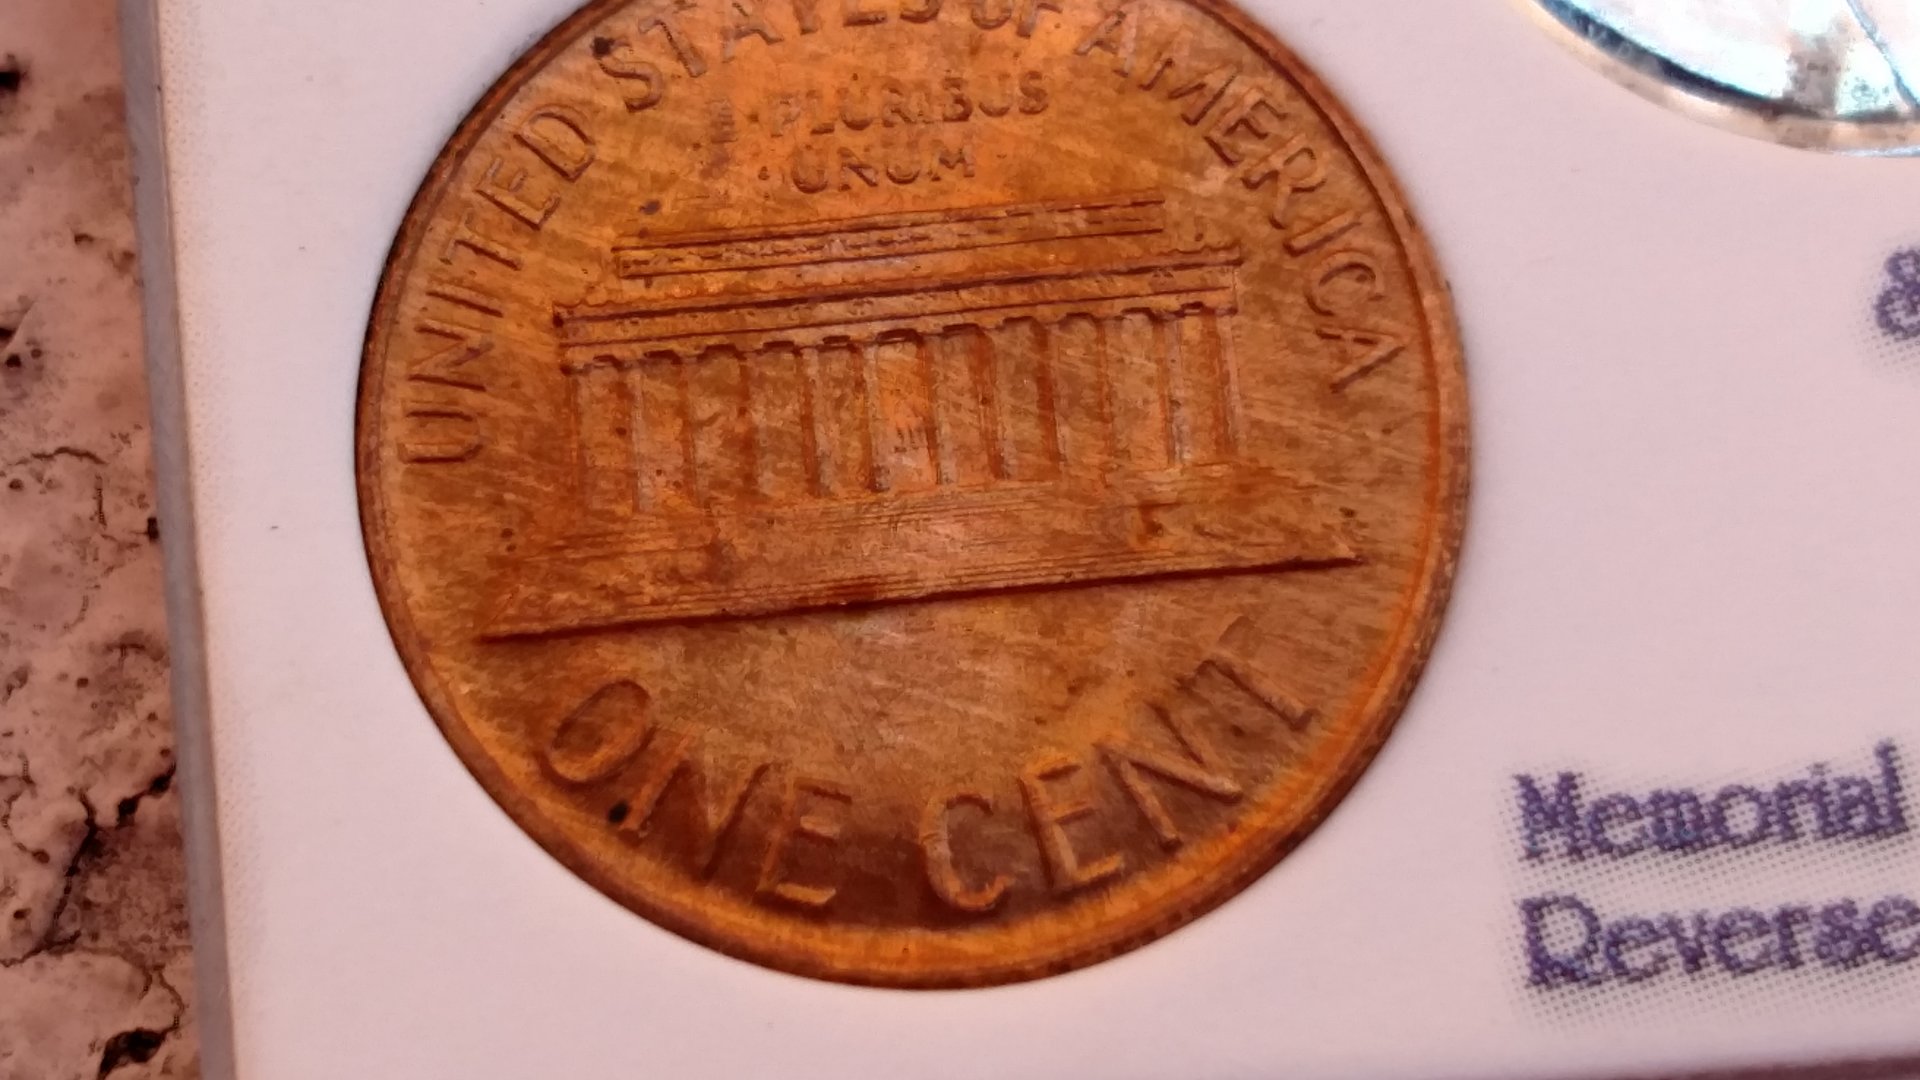 UNITED STATES OF AMERICA
E PLURIBUS
UNUM
ONE CENT
&
Memorial
Reverse